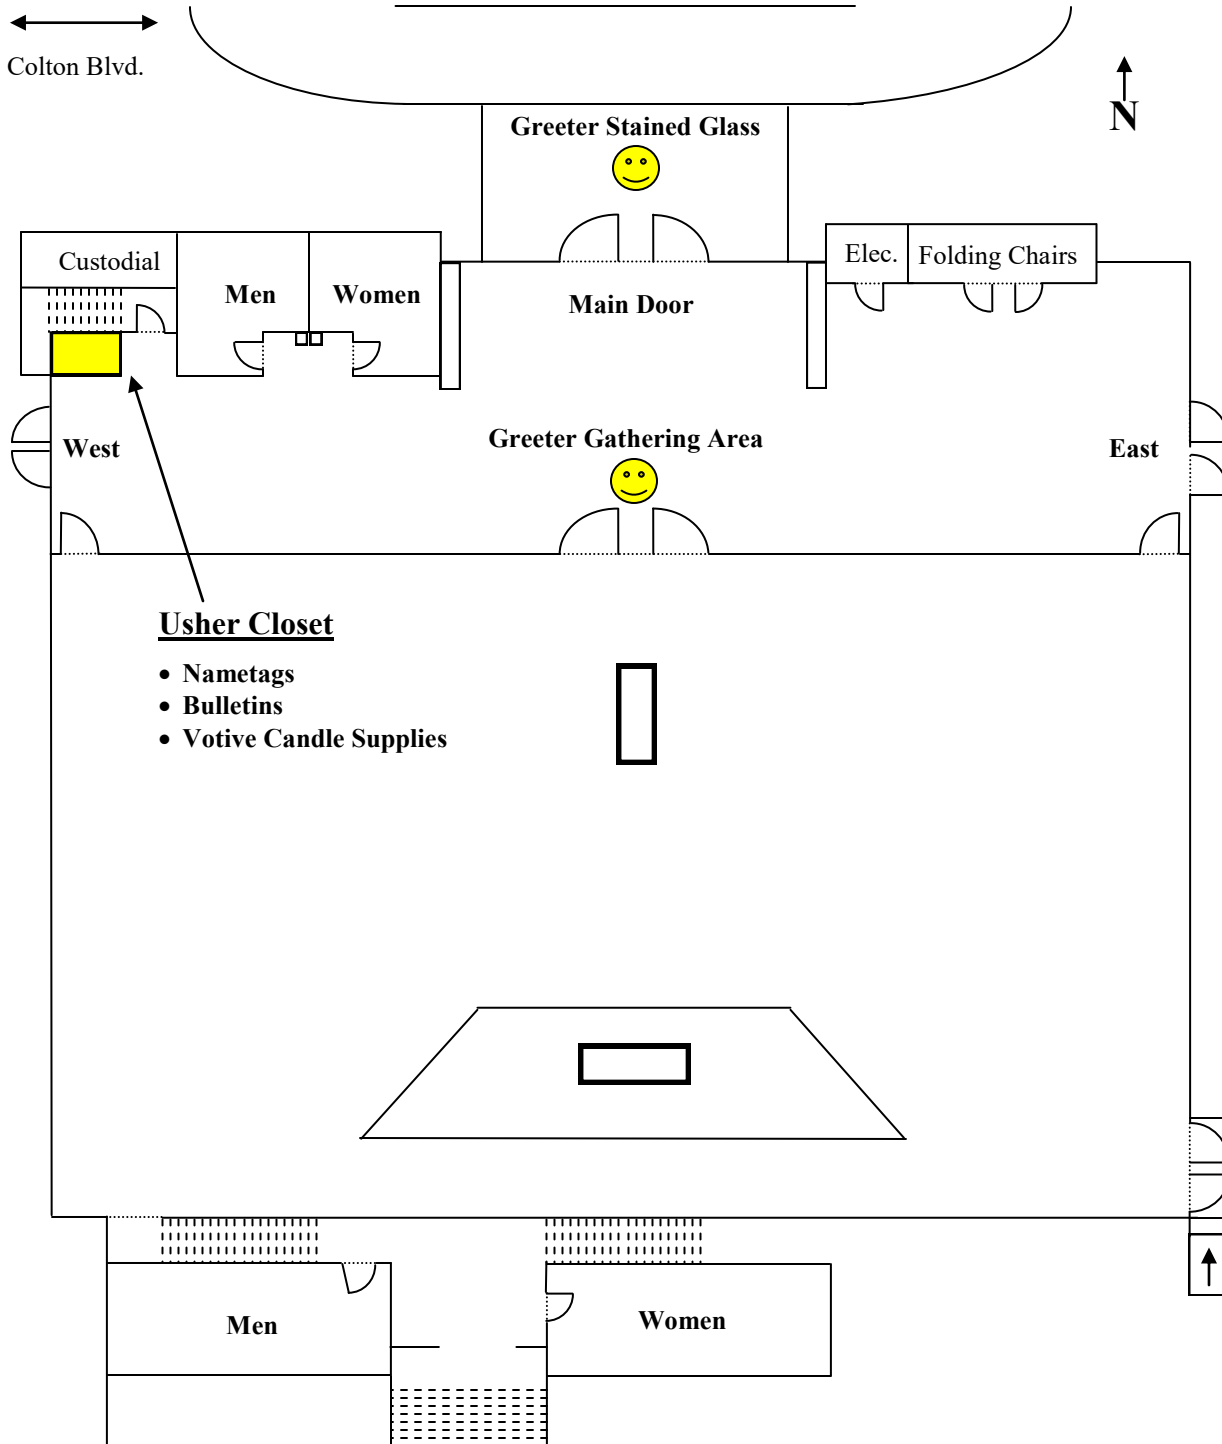 Colton Blvd.
N
Greeter Stained Glass
Custodial
Men
Women
Elec.
Folding Chairs
Main Door
West
Greeter Gathering Area
East
Usher Closet
• Nametags
• Bulletins
• Votive Candle Supplies
Men
Women